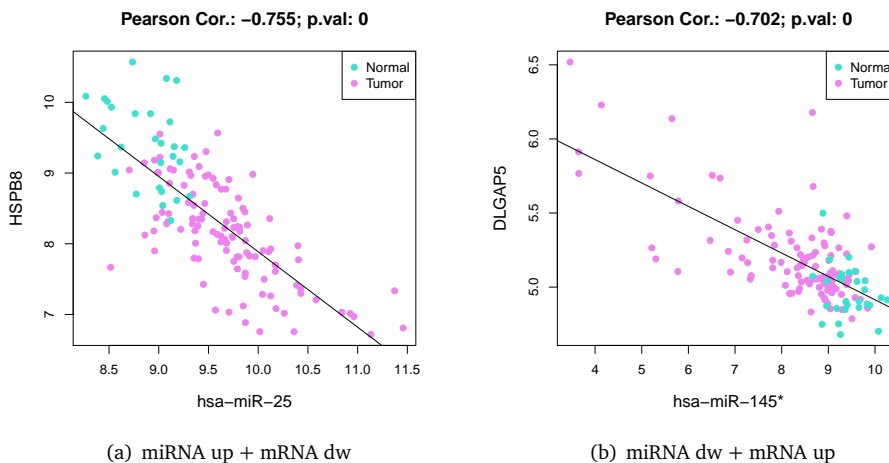 Pearson Cor.: −0.755; p.val: 0
Normal
Tumor
HSPB8
10
9
8
7
8.5 9.0 9.5 10.0 10.5 11.0 11.5
hsa−miR−25
(a) miRNA up + mRNA dw
Pearson Cor.: −0.702; p.val: 0
Normal
Tumor
DLGAP5
6.5
6.0
5.5
5.0
4 5 6 7 8 9 10
hsa−miR−145*
(b) miRNA dw + mRNA up